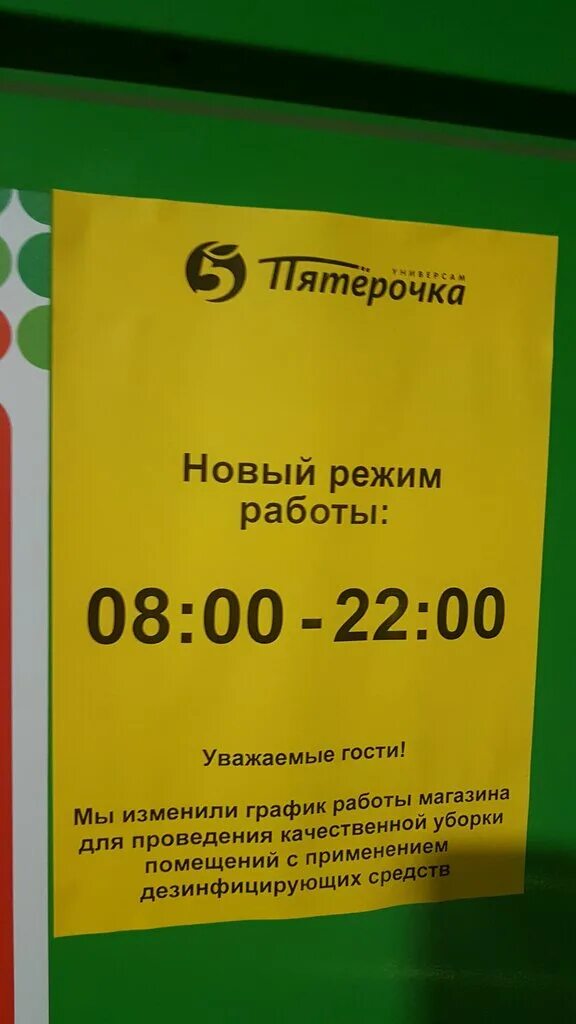 5
УНИВЕРСАМ
Пятёрочка
Новый режим
работы:
08:00 - 22:00
Уважаемые гости!
Мы изменили график работы магазина
для проведения качественной уборки
помещений с применением
дезинфицирующих средств